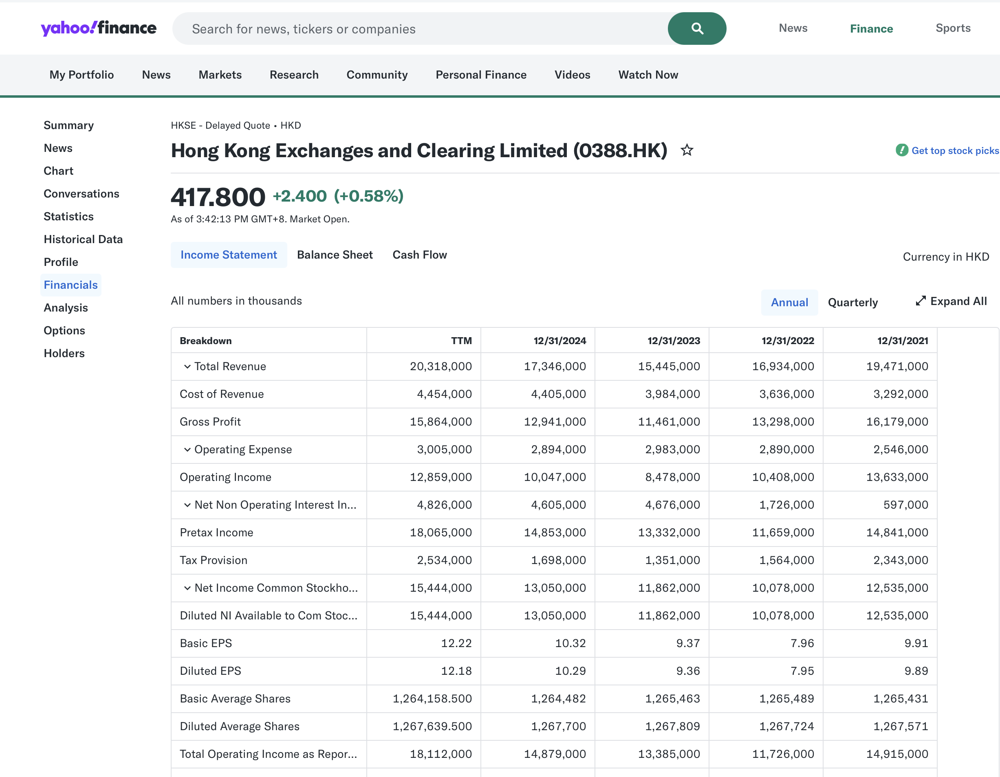 yahoo!finance
Search for news, tickers or companies
News Finance Sports
My Portfolio News Markets Research Community Personal Finance Videos Watch Now
Summary
News
Chart
Conversations
Statistics
Historical Data
Profile
Financials
Analysis
Options
Holders
HKSE - Delayed Quote • HKD
Hong Kong Exchanges and Clearing Limited (0388.HK)
Get top stock picks
417.800 +2.400 (+0.58%)
As of 3:42:13 PM GMT+8. Market Open.
Income Statement Balance Sheet Cash Flow
Currency in HKD
All numbers in thousands
Annual Quarterly Expand All
Breakdown TTM 12/31/2024 12/31/2023 12/31/2022 12/31/2021
Total Revenue 20,318,000 17,346,000 15,445,000 16,934,000 19,471,000
Cost of Revenue 4,454,000 4,405,000 3,984,000 3,636,000 3,292,000
Gross Profit 15,864,000 12,941,000 11,461,000 13,298,000 16,179,000
Operating Expense 3,005,000 2,894,000 2,983,000 2,890,000 2,546,000
Operating Income 12,859,000 10,047,000 8,478,000 10,408,000 13,633,000
Net Non Operating Interest In... 4,826,000 4,605,000 4,676,000 1,726,000 597,000
Pretax Income 18,065,000 14,853,000 13,332,000 11,659,000 14,841,000
Tax Provision 2,534,000 1,698,000 1,351,000 1,564,000 2,343,000
Net Income Common Stockho... 15,444,000 13,050,000 11,862,000 10,078,000 12,535,000
Diluted NI Available to Com Stoc... 15,444,000 13,050,000 11,862,000 10,078,000 12,535,000
Basic EPS 12.22 10.32 9.37 7.96 9.91
Diluted EPS 12.18 10.29 9.36 7.95 9.89
Basic Average Shares 1,264,158.500 1,264,482 1,265,463 1,265,489 1,265,431
Diluted Average Shares 1,267,639.500 1,267,700 1,267,809 1,267,724 1,267,571
Total Operating Income as Repor... 18,112,000 14,879,000 13,385,000 11,726,000 14,915,000